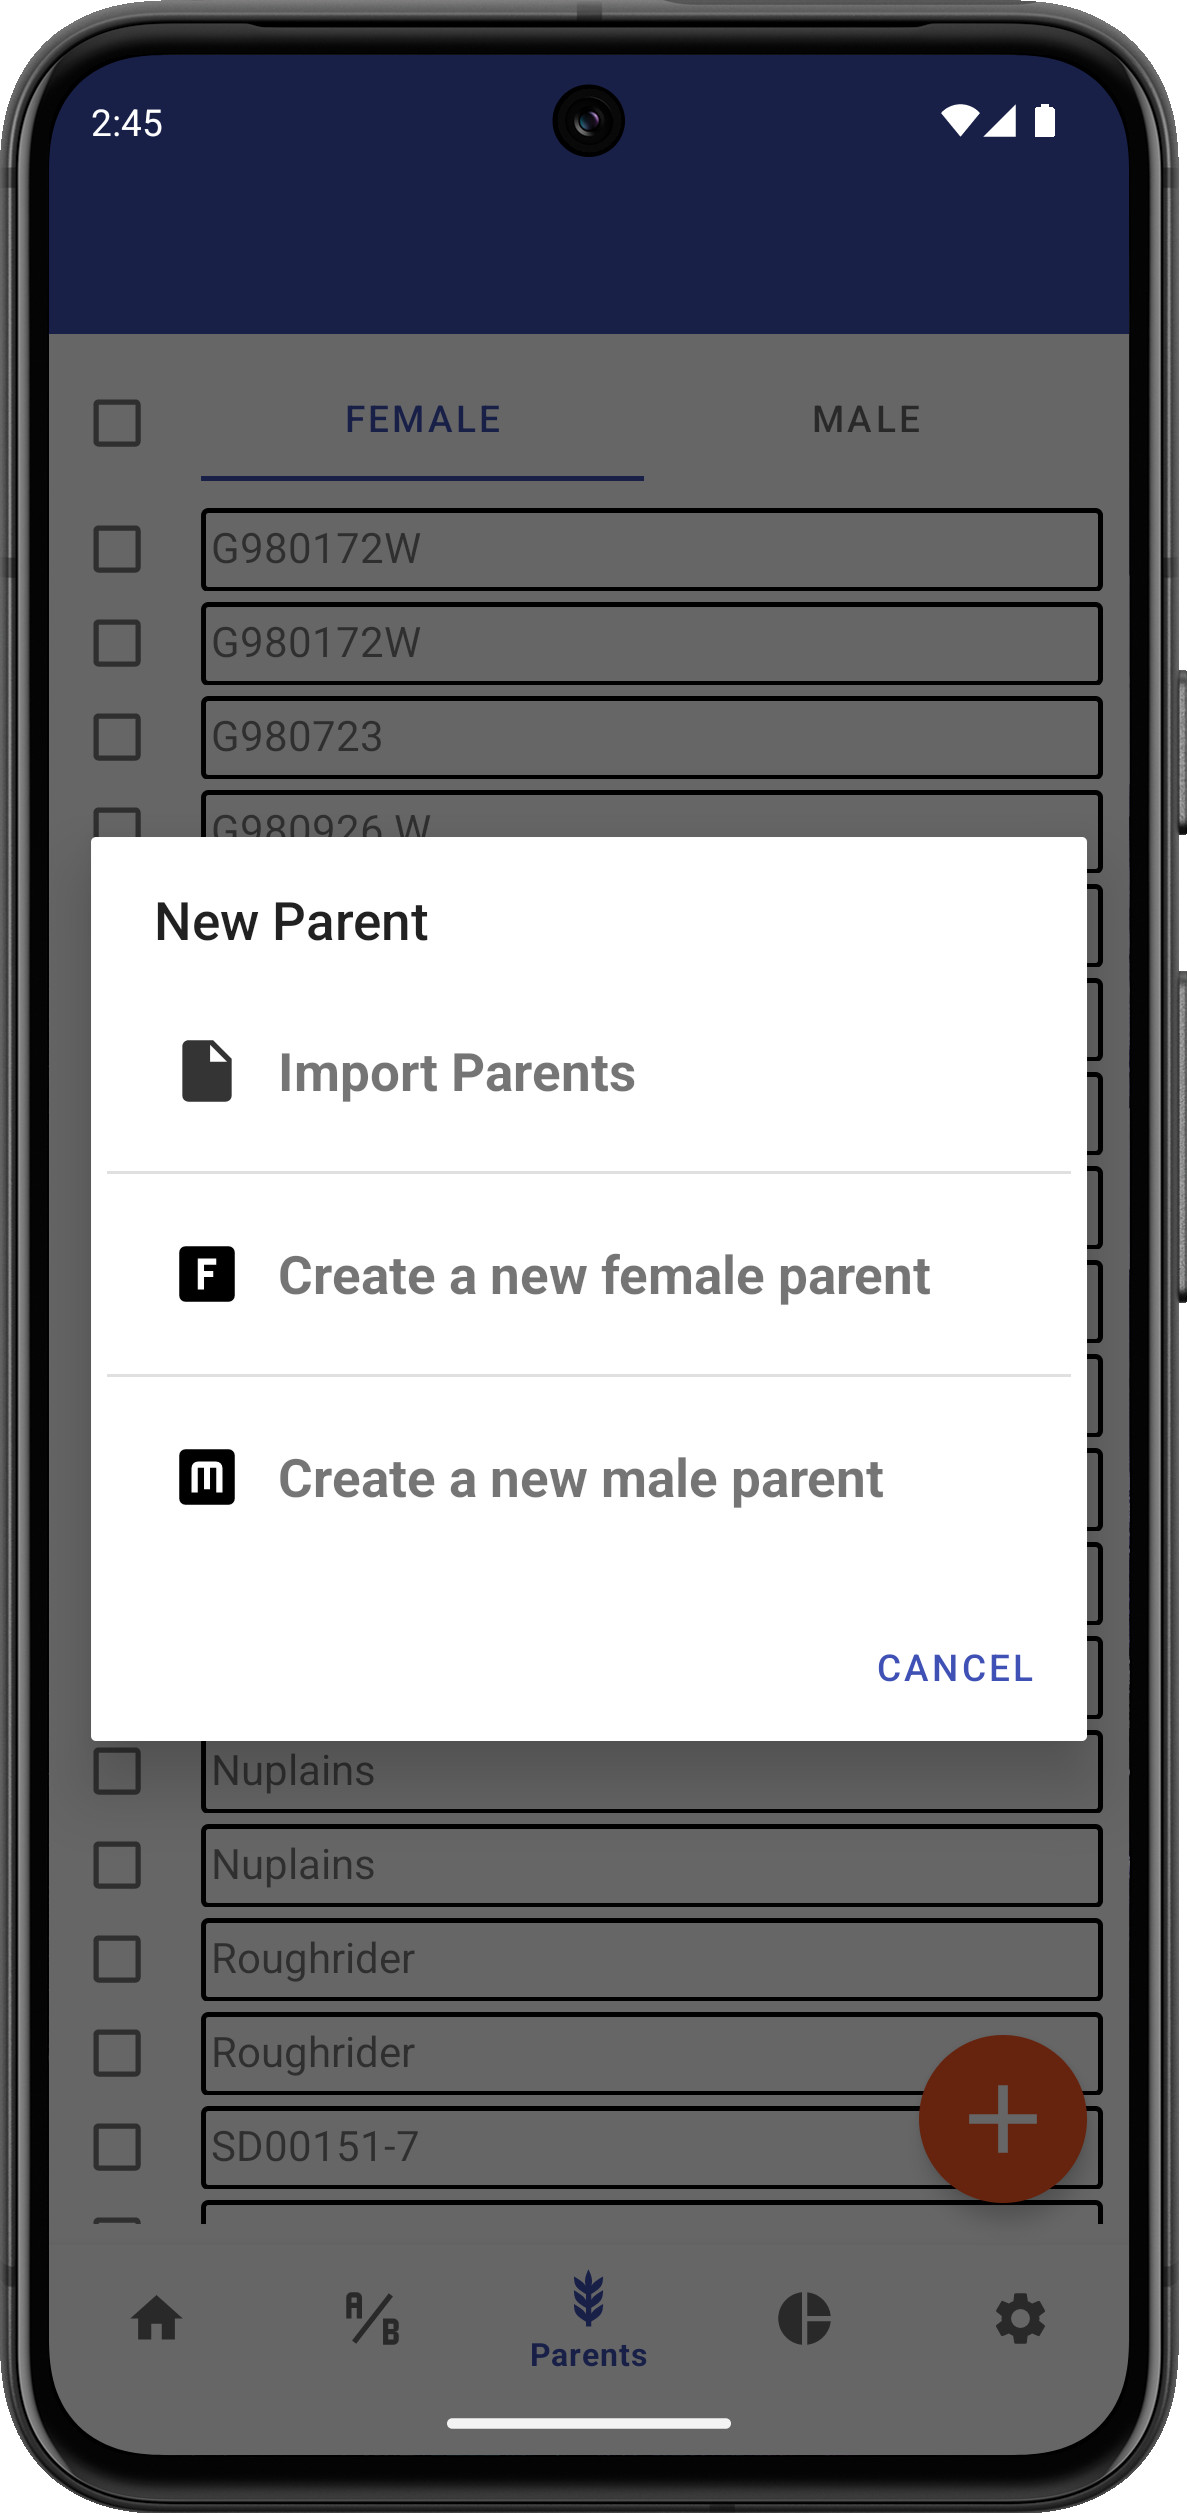 2:45
FEMALE MALE
G980172W
G980172W
G980723
G980926 W
New Parent
Import Parents
F Create a new female parent
M Create a new male parent
CANCEL
Nuplains
Nuplains
Roughrider
Roughrider
SD00151-7
A/B
Parents